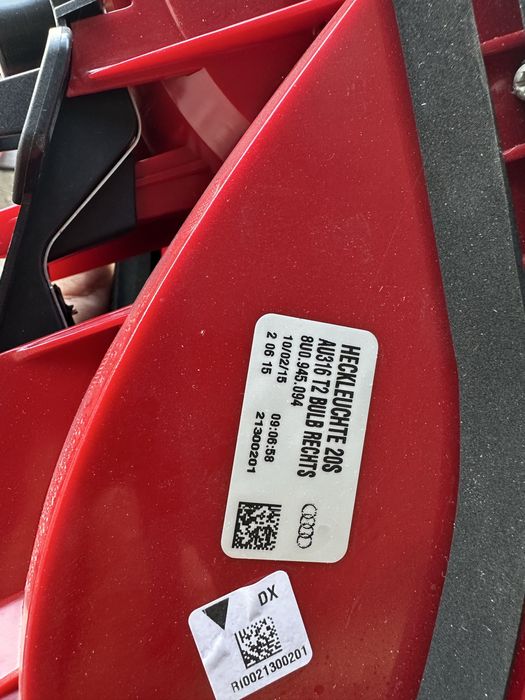 HECKLEUCHTE 20S
AU316 T2 BULB RECHTS
8U0.945.094
10/02/15 09:06:58
2 06 15 21300201
DX
RI0021300201